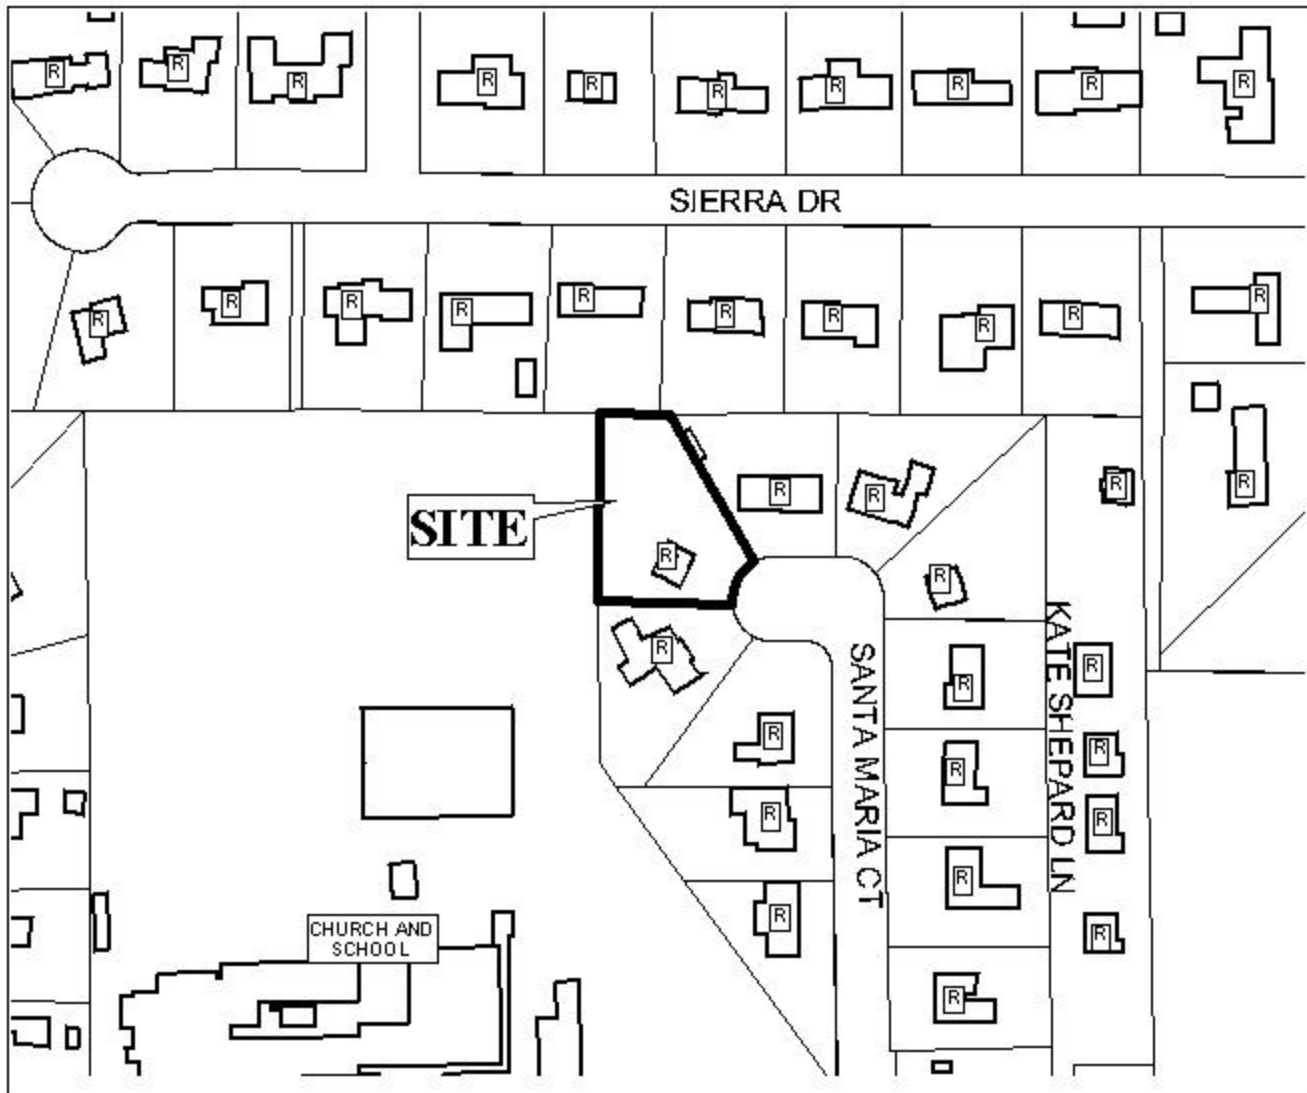 R R R R R R R R R R
SIERRA DR
R R R R R R R R R R
R R R R
SITE
R R
R
R R
SANTA MARIA CT
KATE SHEPARD LN
R R R
R R
R R
R R
CHURCH AND
SCHOOL
R